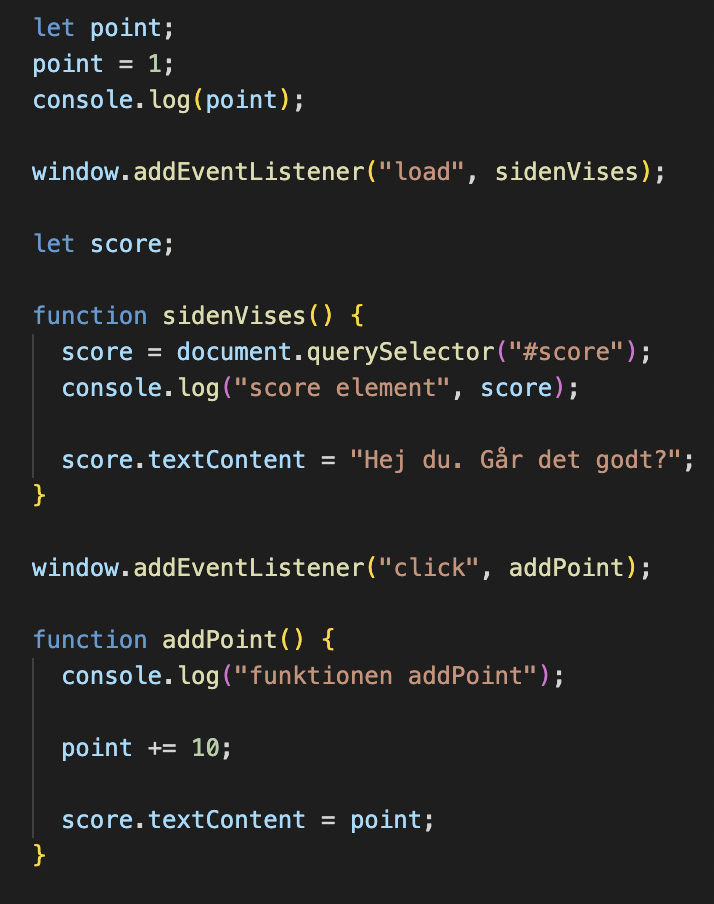 let point;
point = 1;
console.log(point);
window.addEventListener("load", sidenVises);
let score;
function sidenVises() {
score = document.querySelector("#score");
console.log("score element", score);
score.textContent = "Hej du. Går det godt?";
}
window.addEventListener("click", addPoint);
function addPoint() {
console.log("funktionen addPoint");
point += 10;
score.textContent = point;
}